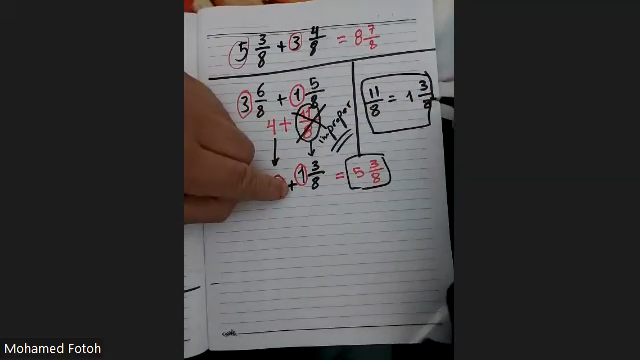 5 3/8 + 3 4/8 = 8 7/8
3 6/8 + 1 5/8
4 + 11/8 improper
+ 1 3/8 = 5 3/8
11/8 = 1 3/8
Mohamed Fotoh